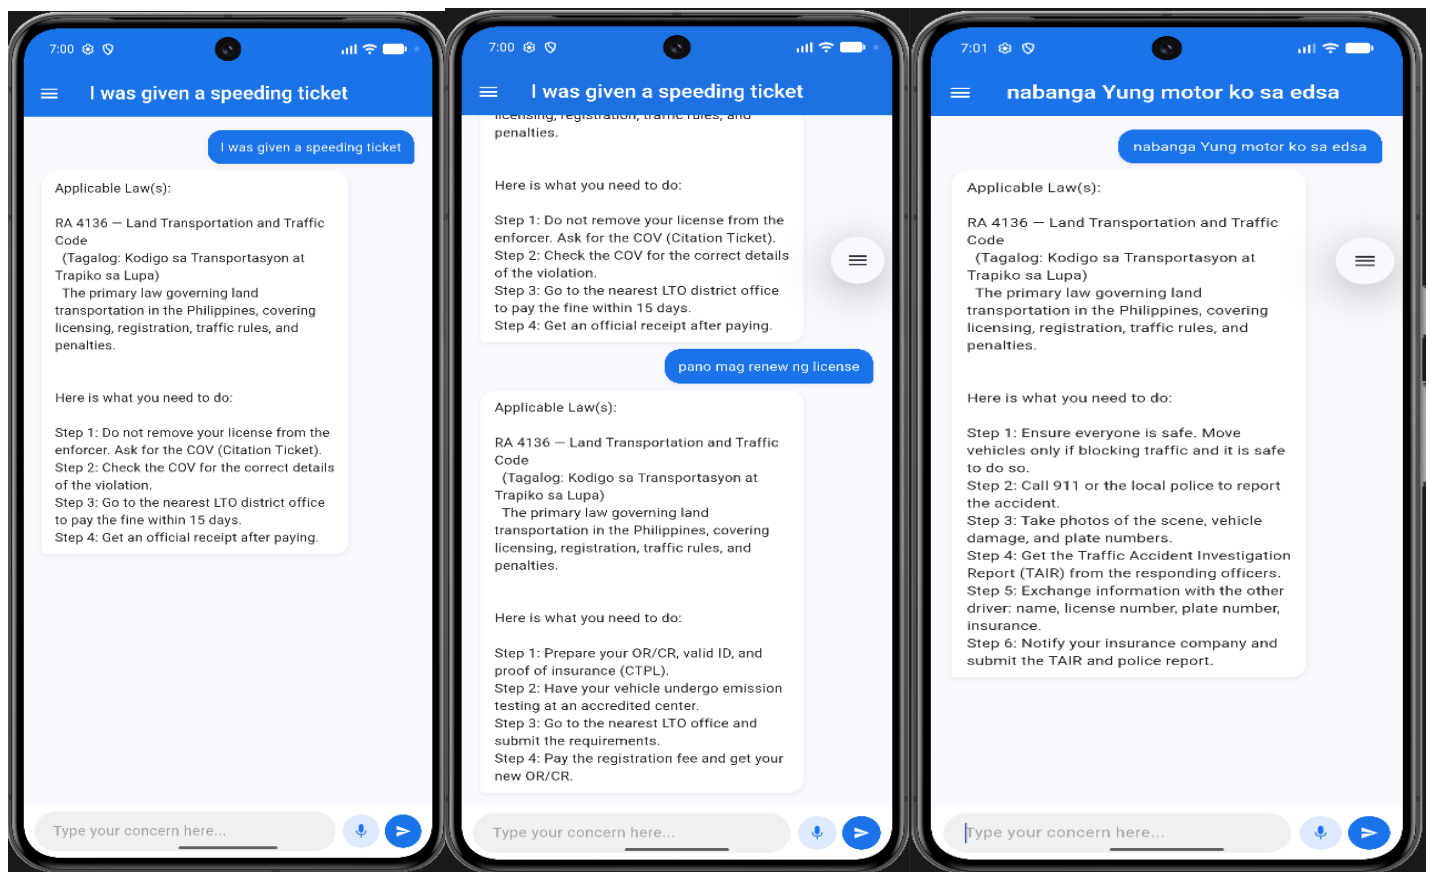 7:00
I was given a speeding ticket
I was given a speeding ticket
Applicable Law(s):
RA 4136 — Land Transportation and Traffic
Code
(Tagalog: Kodigo sa Transportasyon at
Trapiko sa Lupa)
The primary law governing land
transportation in the Philippines, covering
licensing, registration, traffic rules, and
penalties.
Here is what you need to do:
Step 1: Do not remove your license from the
enforcer. Ask for the COV (Citation Ticket).
Step 2: Check the COV for the correct details
of the violation.
Step 3: Go to the nearest LTO district office
to pay the fine within 15 days.
Step 4: Get an official receipt after paying.
Type your concern here...
7:00
I was given a speeding ticket
licensing, registration, traffic rules, and
penalties.
Here is what you need to do:
Step 1: Do not remove your license from the
enforcer. Ask for the COV (Citation Ticket).
Step 2: Check the COV for the correct details
of the violation.
Step 3: Go to the nearest LTO district office
to pay the fine within 15 days.
Step 4: Get an official receipt after paying.
pano mag renew ng license
Applicable Law(s):
RA 4136 — Land Transportation and Traffic
Code
(Tagalog: Kodigo sa Transportasyon at
Trapiko sa Lupa)
The primary law governing land
transportation in the Philippines, covering
licensing, registration, traffic rules, and
penalties.
Here is what you need to do:
Step 1: Prepare your OR/CR, valid ID, and
proof of insurance (CTPL).
Step 2: Have your vehicle undergo emission
testing at an accredited center.
Step 3: Go to the nearest LTO office and
submit the requirements.
Step 4: Pay the registration fee and get your
new OR/CR.
Type your concern here...
7:01
nabanga Yung motor ko sa edsa
nabanga Yung motor ko sa edsa
Applicable Law(s):
RA 4136 — Land Transportation and Traffic
Code
(Tagalog: Kodigo sa Transportasyon at
Trapiko sa Lupa)
The primary law governing land
transportation in the Philippines, covering
licensing, registration, traffic rules, and
penalties.
Here is what you need to do:
Step 1: Ensure everyone is safe. Move
vehicles only if blocking traffic and it is safe
to do so.
Step 2: Call 911 or the local police to report
the accident.
Step 3: Take photos of the scene, vehicle
damage, and plate numbers.
Step 4: Get the Traffic Accident Investigation
Report (TAIR) from the responding officers.
Step 5: Exchange information with the other
driver: name, license number, plate number,
insurance.
Step 6: Notify your insurance company and
submit the TAIR and police report.
Type your concern here...